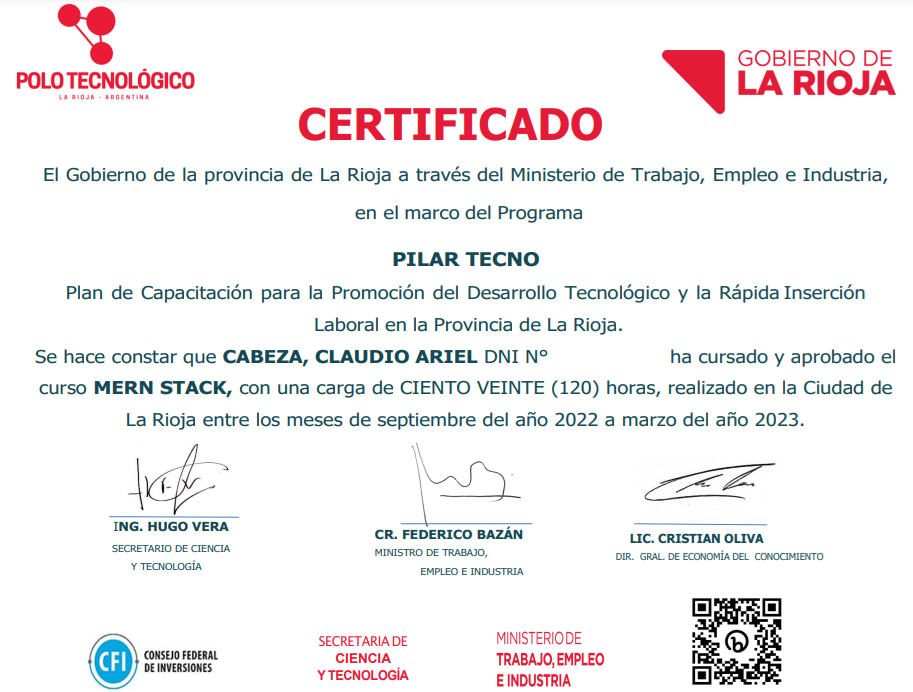 POLO TECNOLÓGICO
LA RIOJA - ARGENTINA
GOBIERNO DE
LA RIOJA
CERTIFICADO
El Gobierno de la provincia de La Rioja a través del Ministerio de Trabajo, Empleo e Industria,
en el marco del Programa
PILAR TECNO
Plan de Capacitación para la Promoción del Desarrollo Tecnológico y la Rápida Inserción
Laboral en la Provincia de La Rioja.
Se hace constar que CABEZA, CLAUDIO ARIEL DNI N° ha cursado y aprobado el
curso MERN STACK, con una carga de CIENTO VEINTE (120) horas, realizado en la Ciudad de
La Rioja entre los meses de septiembre del año 2022 a marzo del año 2023.
ING. HUGO VERA
SECRETARIO DE CIENCIA
Y TECNOLOGÍA
CR. FEDERICO BAZÁN
MINISTRO DE TRABAJO,
EMPLEO E INDUSTRIA
LIC. CRISTIAN OLIVA
DIR. GRAL. DE ECONOMÍA DEL CONOCIMIENTO
CFI
CONSEJO FEDERAL
DE INVERSIONES
SECRETARIA DE
CIENCIA
Y TECNOLOGÍA
MINISTERIO DE
TRABAJO, EMPLEO
E INDUSTRIA